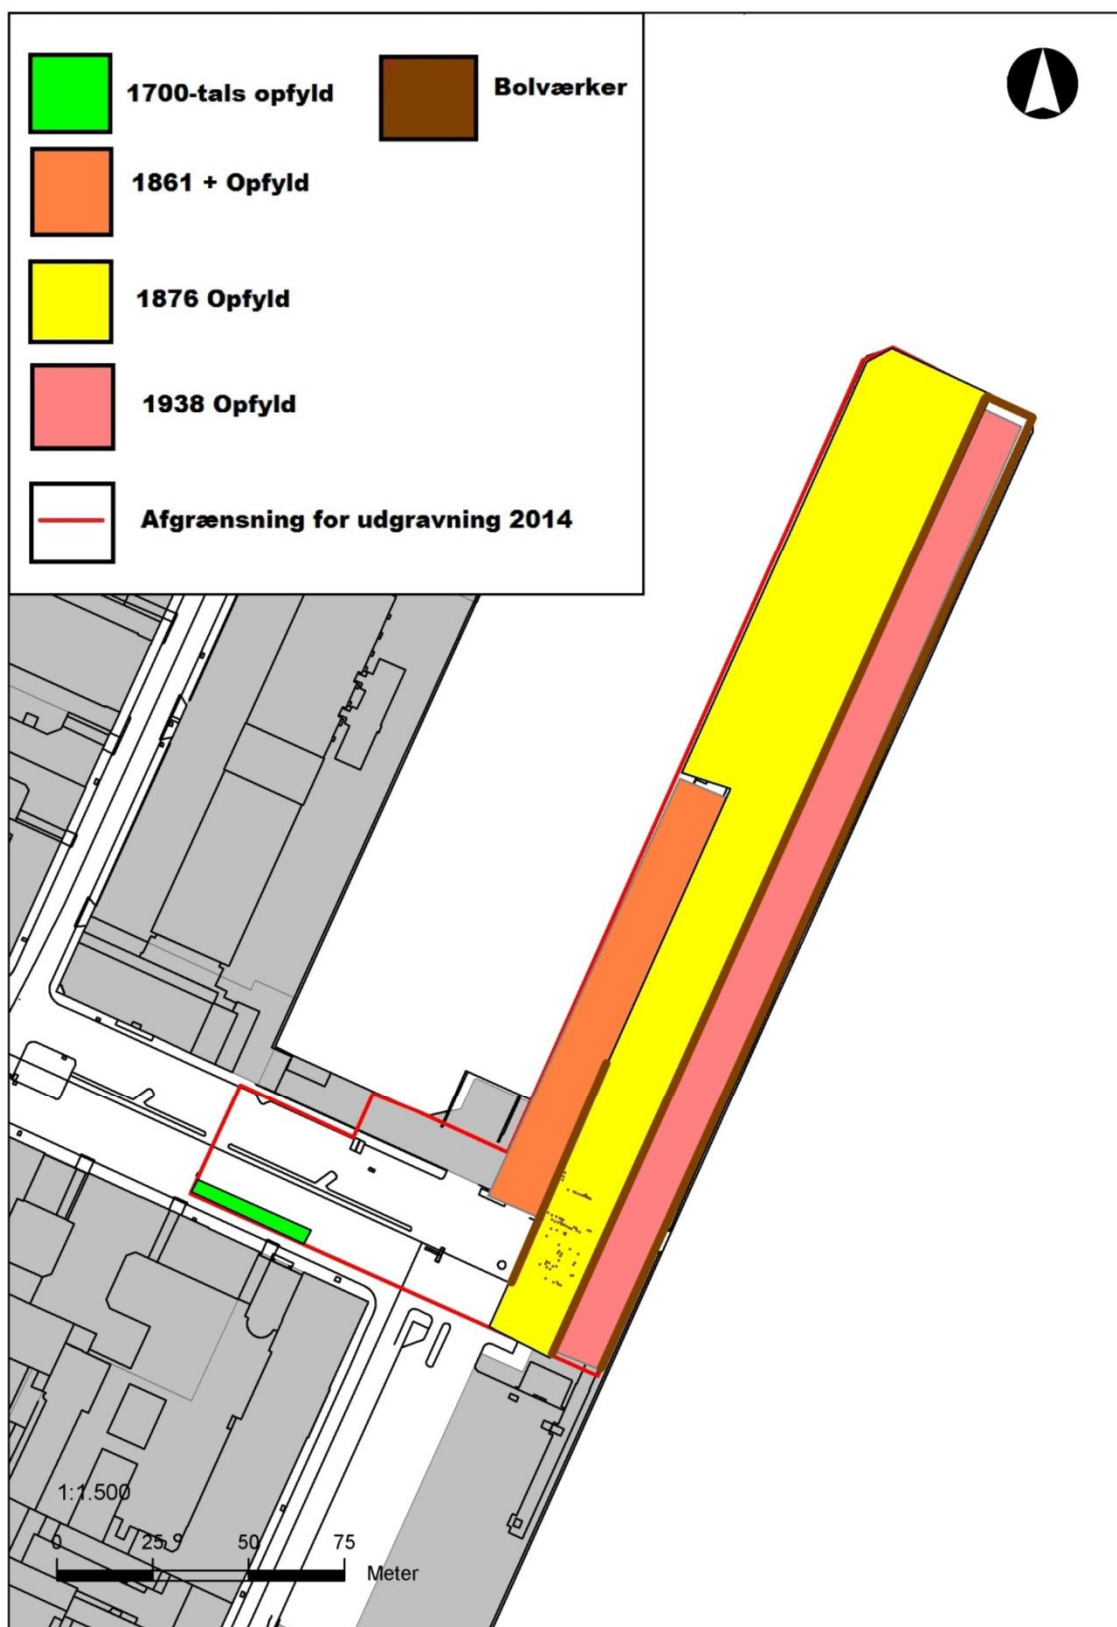 1700-tals opfyld
Bolværker
1861 + Opfyld
1876 Opfyld
1938 Opfyld
Afgrænsning for udgravning 2014
1:1.500
0 25 50 75
Meter